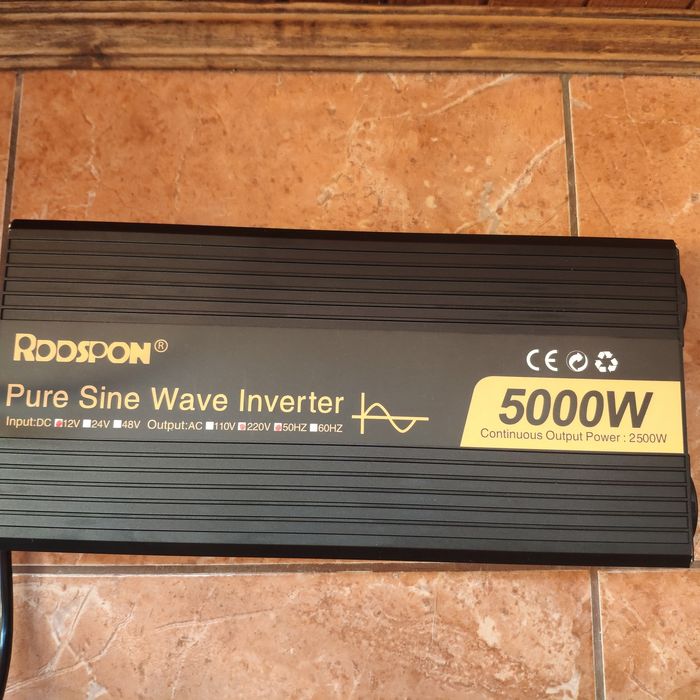 RDDSPON®
Pure Sine Wave Inverter
Input:DC 12V 24V 48V Output:AC 110V 220V 50HZ 60HZ
CE
5000W
Continuous Output Power : 2500W